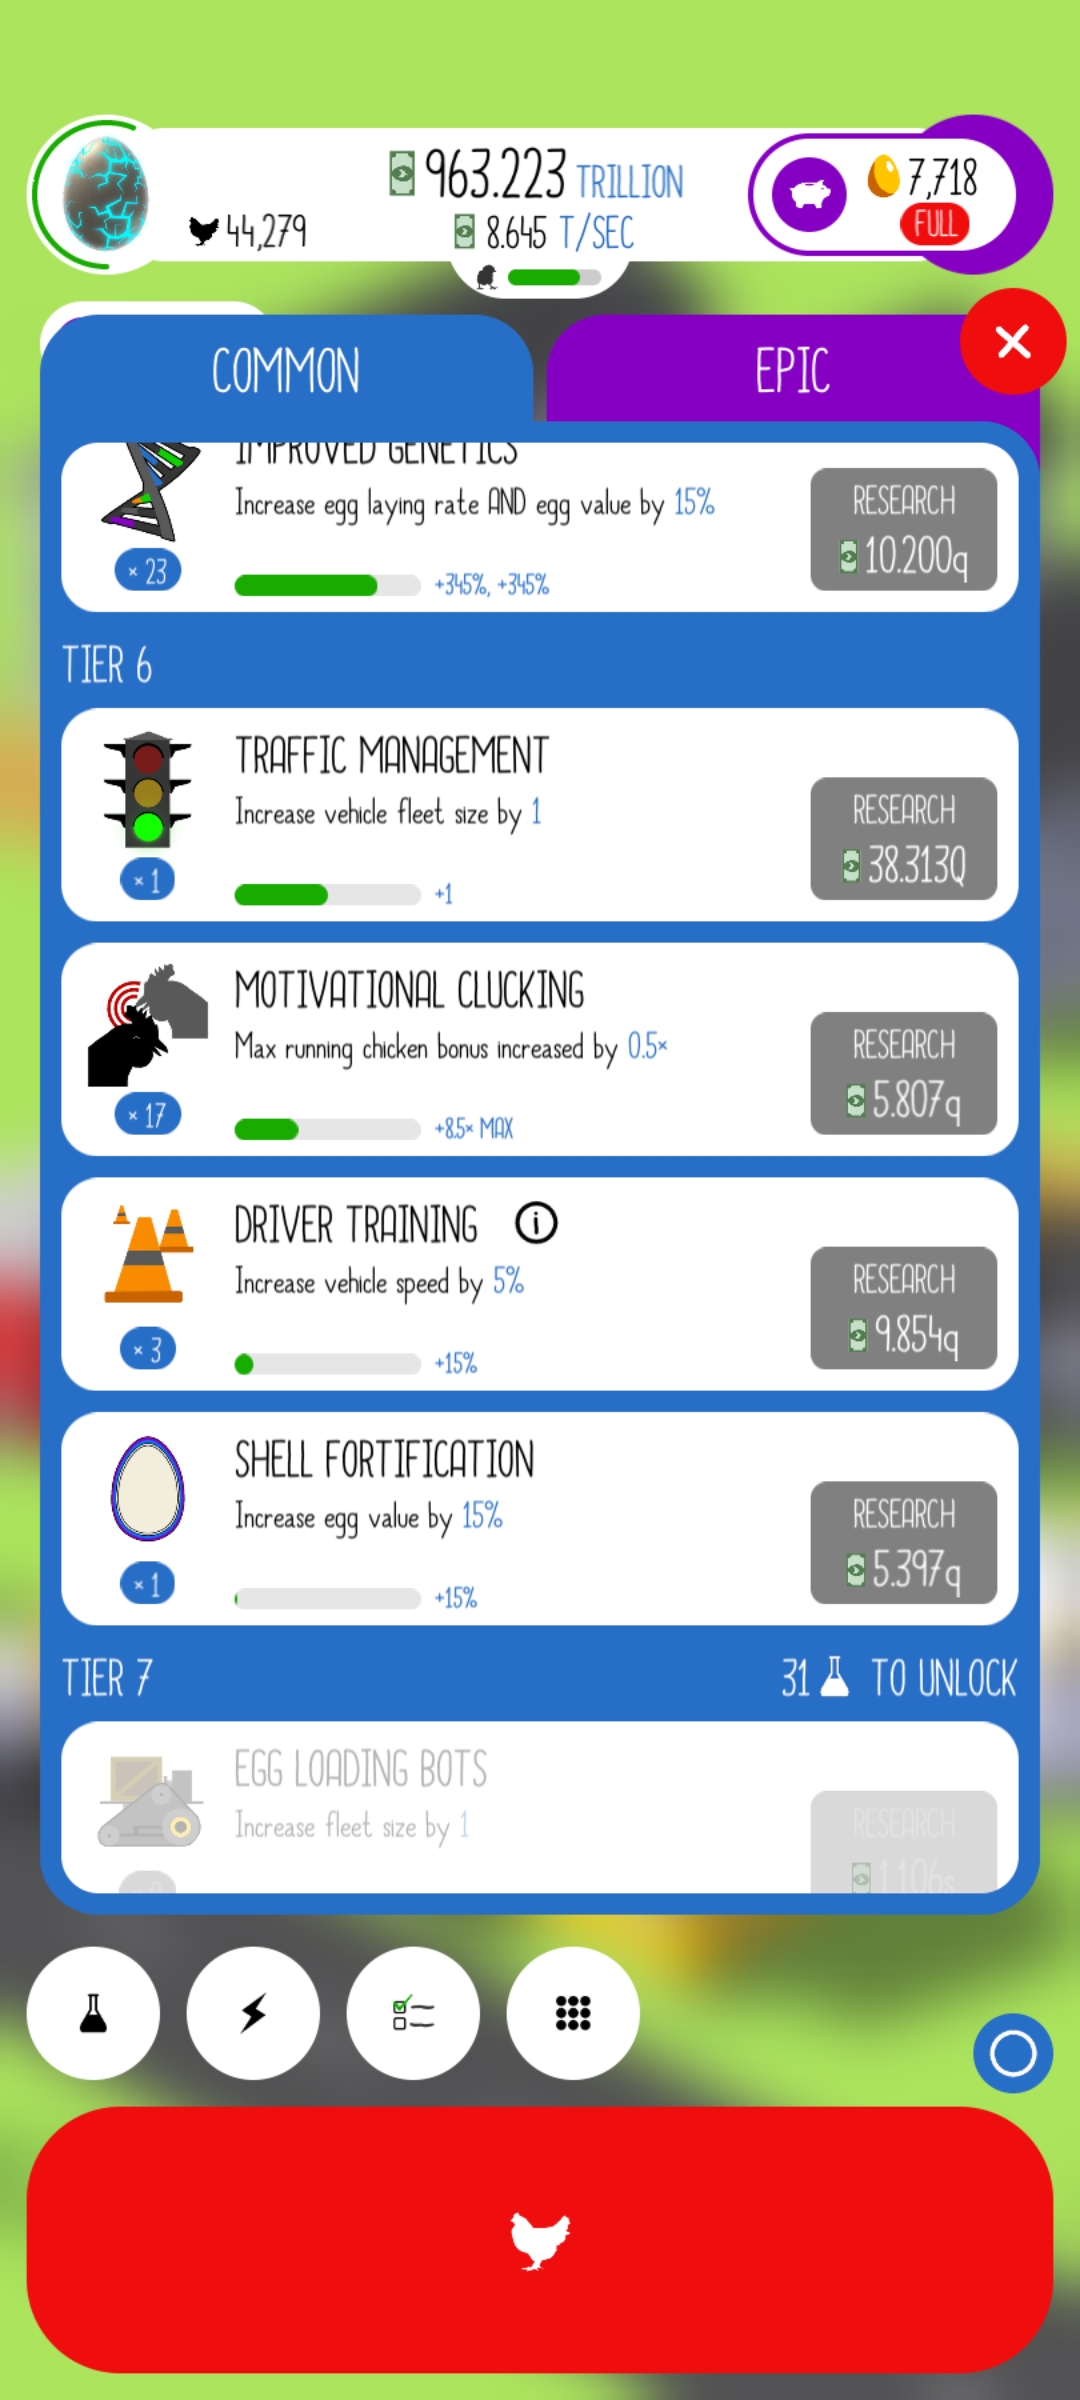 963.223 TRILLION
44,279
8.645 T/SEC
7,718
FULL
COMMON
EPIC
IMPROVED GENETICS
Increase egg laying rate AND egg value by 15%
× 23
+345%, +345%
RESEARCH
10.200q
TIER 6
TRAFFIC MANAGEMENT
Increase vehicle fleet size by 1
× 1
+1
RESEARCH
38.313Q
MOTIVATIONAL CLUCKING
Max running chicken bonus increased by 0.5×
× 17
+8.5× MAX
RESEARCH
5.807q
DRIVER TRAINING
Increase vehicle speed by 5%
× 3
+15%
RESEARCH
9.854q
SHELL FORTIFICATION
Increase egg value by 15%
× 1
+15%
RESEARCH
5.397q
TIER 7
31 TO UNLOCK
EGG LOADING BOTS
Increase fleet size by 1
RESEARCH
1.106s